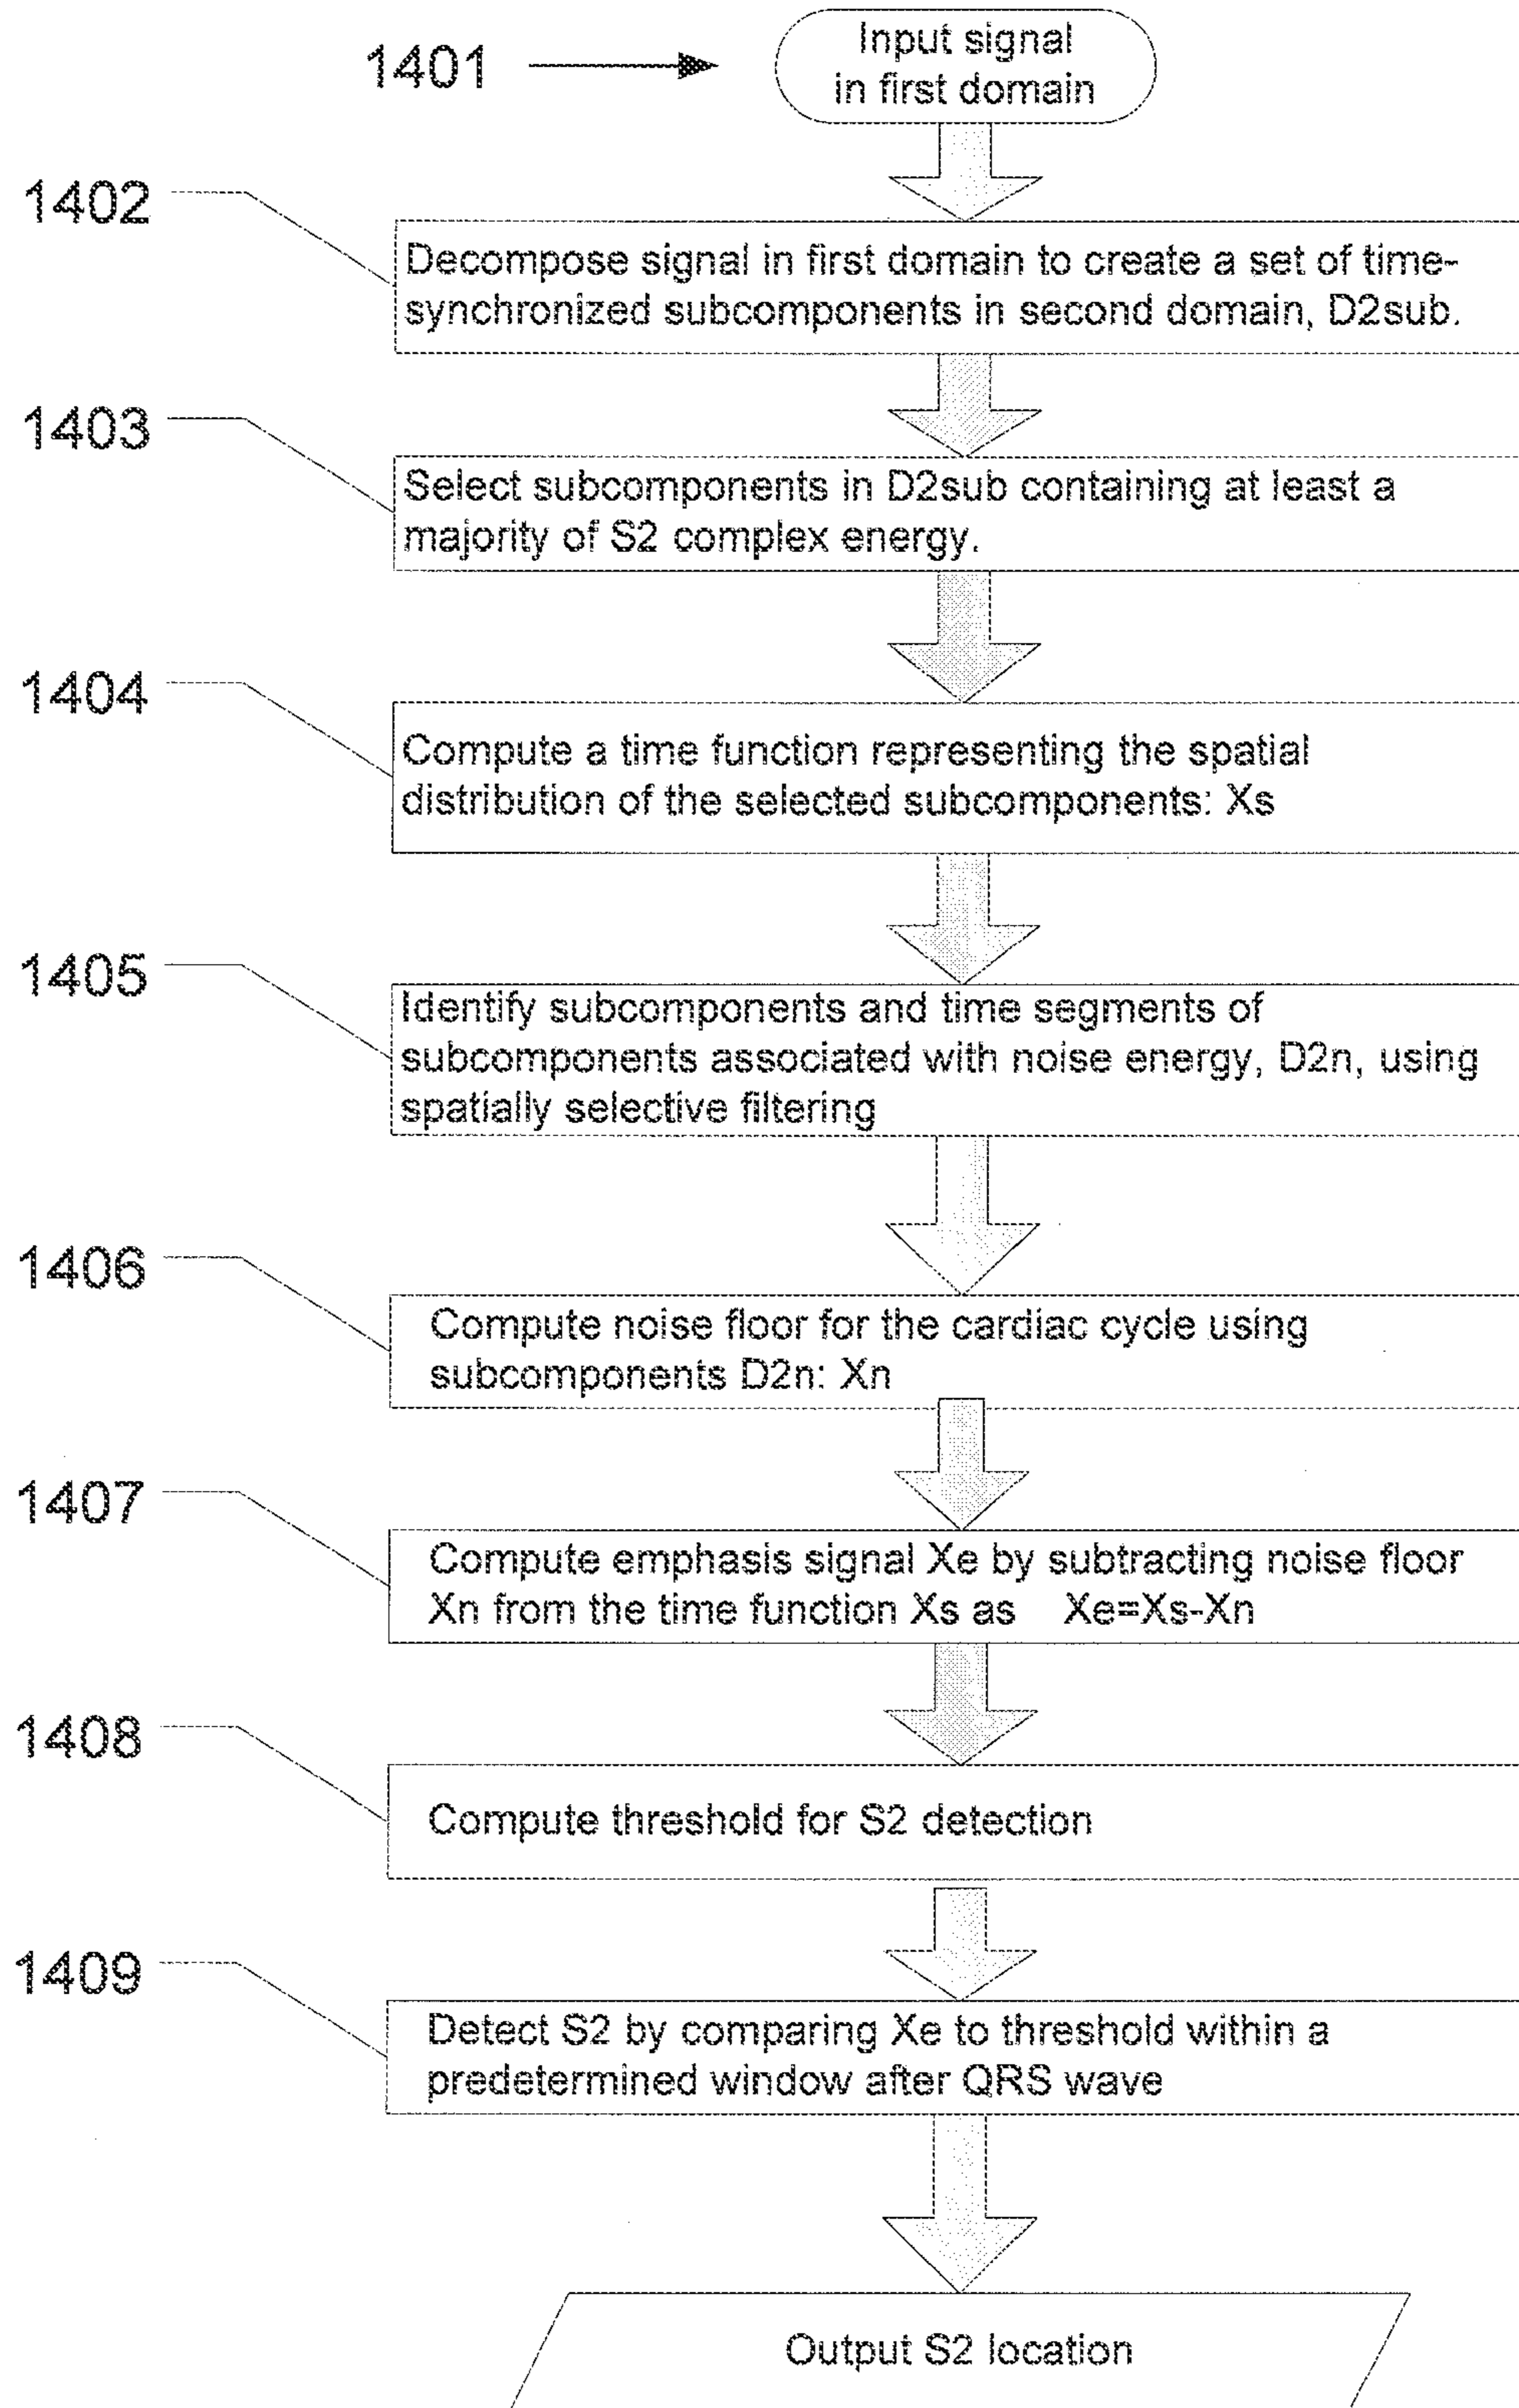 1401
Input signal
in first domain
1402
Decompose signal in first domain to create a set of time-
synchronized subcomponents in second domain, D2sub.
1403
Select subcomponents in D2sub containing at least a
majority of S2 complex energy.
1404
Compute a time function representing the spatial
distribution of the selected subcomponents: Xs
1405
Identify subcomponents and time segments of
subcomponents associated with noise energy, D2n, using
spatially selective filtering
1406
Compute noise floor for the cardiac cycle using
subcomponents D2n: Xn
1407
Compute emphasis signal Xe by subtracting noise floor
Xn from the time function Xs as Xe=Xs-Xn
1408
Compute threshold for S2 detection
1409
Detect S2 by comparing Xe to threshold within a
predetermined window after QRS wave
Output S2 location